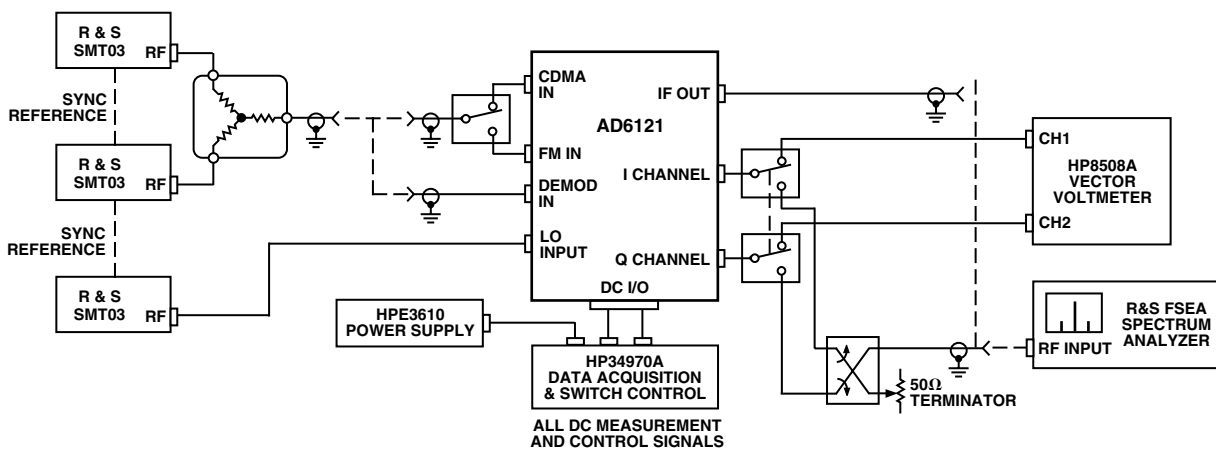 R & S
SMT03
RF
SYNC
REFERENCE
R & S
SMT03
RF
SYNC
REFERENCE
R & S
SMT03
RF
CDMA
IN
FM IN
DEMOD
IN
LO
INPUT
AD6121
IF OUT
I CHANNEL
Q CHANNEL
DC I/O
HPE3610
POWER SUPPLY
HP34970A
DATA ACQUISITION
& SWITCH CONTROL
ALL DC MEASUREMENT
AND CONTROL SIGNALS
CH1
HP8508A
VECTOR
VOLTMETER
CH2
R&S FSEA
SPECTRUM
ANALYZER
RF INPUT
50Ω
TERMINATOR